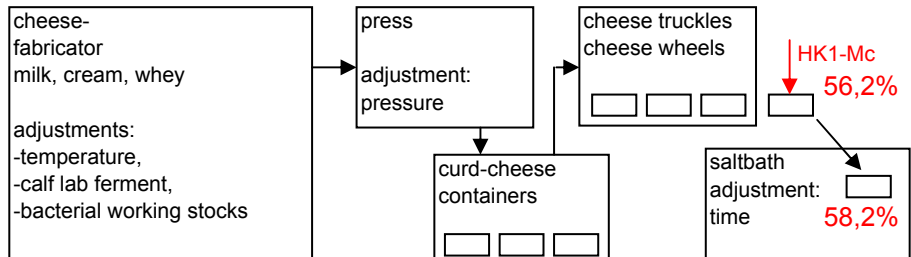 cheese-
fabricator
milk, cream, whey
adjustments:
-temperature,
-calf lab ferment,
-bacterial working stocks
press
adjustment:
pressure
curd-cheese
containers
cheese truckles
cheese wheels
HK1-Mc
56,2%
saltbath
adjustment:
time
58,2%